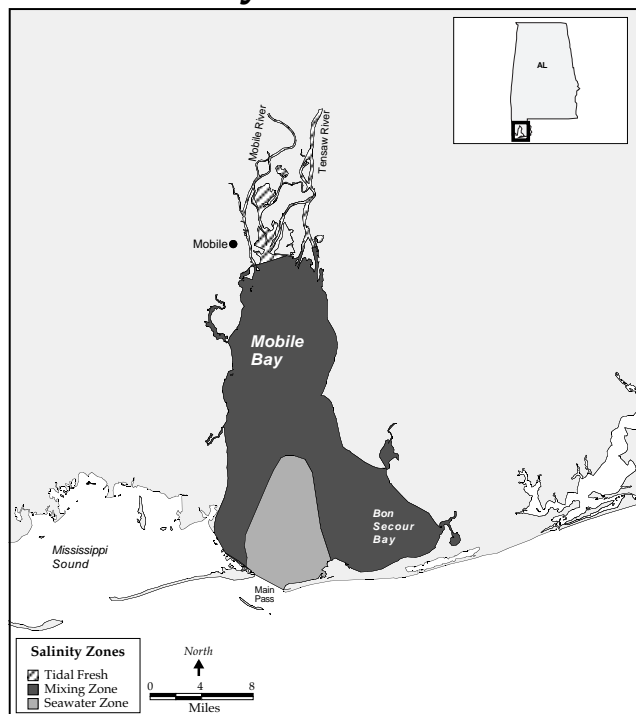 AL
Mobile River
Tensaw River
Mobile
Mobile
Bay
Bon
Secour
Bay
Mississippi
Sound
Main
Pass
Salinity Zones
Tidal Fresh
Mixing Zone
Seawater Zone
North
0 4 8
Miles